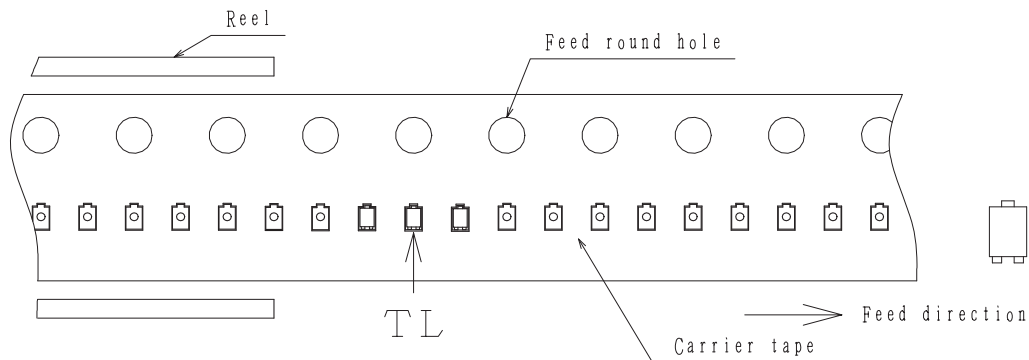 Reel
Feed round hole
TL
Feed direction
Carrier tape